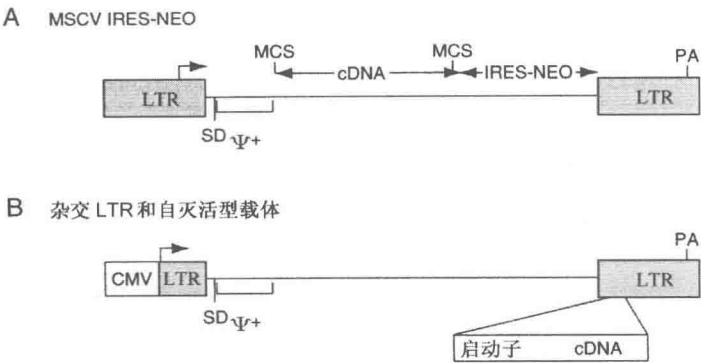 A MSCV IRES-NEO
MCS MCS PA
LTR cDNA IRES-NEO LTR
SD Ψ+
B 杂交 LTR 和自灭活型载体
PA
CMV LTR LTR
SD Ψ+
启动子 cDNA